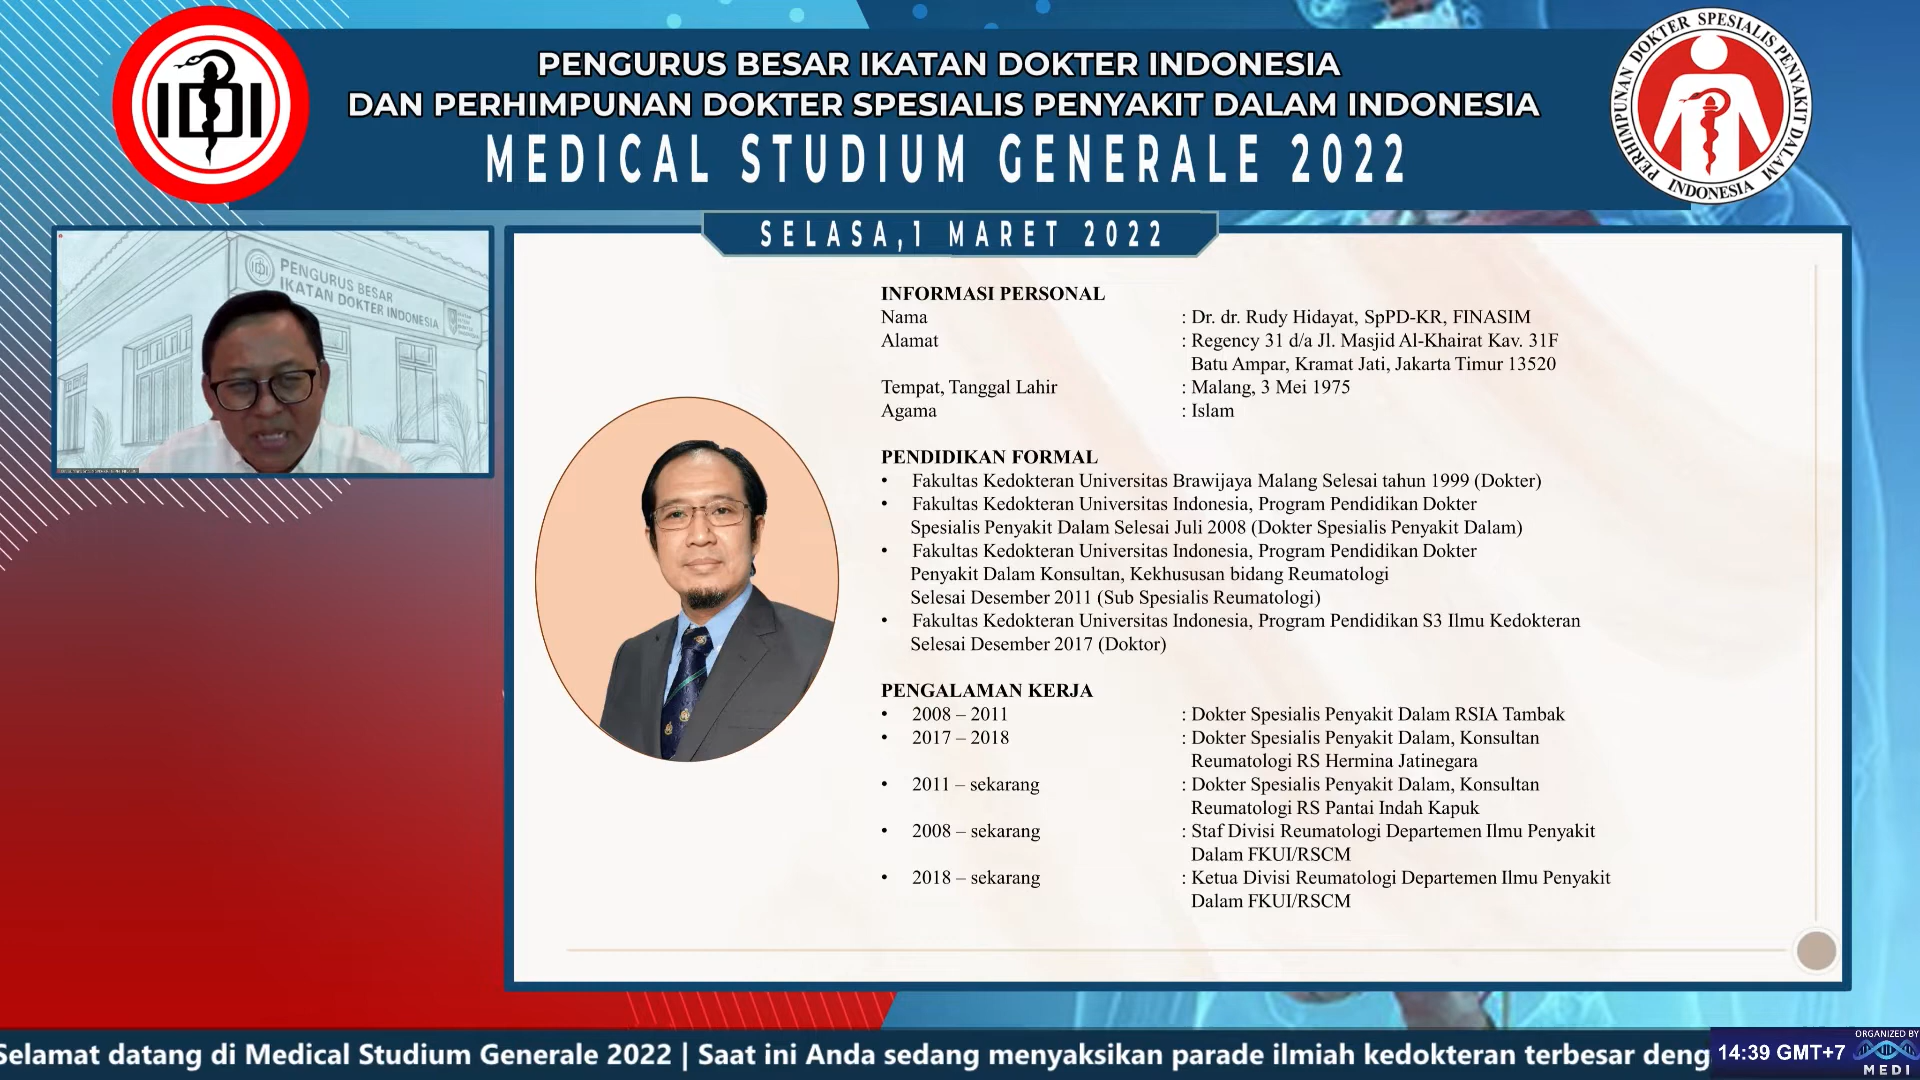 IDI
PENGURUS BESAR IKATAN DOKTER INDONESIA
DAN PERHIMPUNAN DOKTER SPESIALIS PENYAKIT DALAM INDONESIA
MEDICAL STUDIUM GENERALE 2022
PERHIMPUNAN DOKTER SPESIALIS PENYAKIT DALAM
INDONESIA
SELASA,1 MARET 2022
PENGURUS BESAR
IKATAN DOKTER INDONESIA
INFORMASI PERSONAL
Nama : Dr. dr. Rudy Hidayat, SpPD-KR, FINASIM
Alamat : Regency 31 d/a Jl. Masjid Al-Khairat Kav. 31F
Batu Ampar, Kramat Jati, Jakarta Timur 13520
Tempat, Tanggal Lahir : Malang, 3 Mei 1975
Agama : Islam
PENDIDIKAN FORMAL
• Fakultas Kedokteran Universitas Brawijaya Malang Selesai tahun 1999 (Dokter)
• Fakultas Kedokteran Universitas Indonesia, Program Pendidikan Dokter
Spesialis Penyakit Dalam Selesai Juli 2008 (Dokter Spesialis Penyakit Dalam)
• Fakultas Kedokteran Universitas Indonesia, Program Pendidikan Dokter
Penyakit Dalam Konsultan, Kekhususan bidang Reumatologi
Selesai Desember 2011 (Sub Spesialis Reumatologi)
• Fakultas Kedokteran Universitas Indonesia, Program Pendidikan S3 Ilmu Kedokteran
Selesai Desember 2017 (Doktor)
PENGALAMAN KERJA
• 2008 – 2011 : Dokter Spesialis Penyakit Dalam RSIA Tambak
• 2017 – 2018 : Dokter Spesialis Penyakit Dalam, Konsultan
Reumatologi RS Hermina Jatinegara
• 2011 – sekarang : Dokter Spesialis Penyakit Dalam, Konsultan
Reumatologi RS Pantai Indah Kapuk
• 2008 – sekarang : Staf Divisi Reumatologi Departemen Ilmu Penyakit
Dalam FKUI/RSCM
• 2018 – sekarang : Ketua Divisi Reumatologi Departemen Ilmu Penyakit
Dalam FKUI/RSCM
Selamat datang di Medical Studium Generale 2022 | Saat ini Anda sedang menyaksikan parade ilmiah kedokteran terbesar deng
14:39 GMT+7
ORGANIZED BY
MEDI